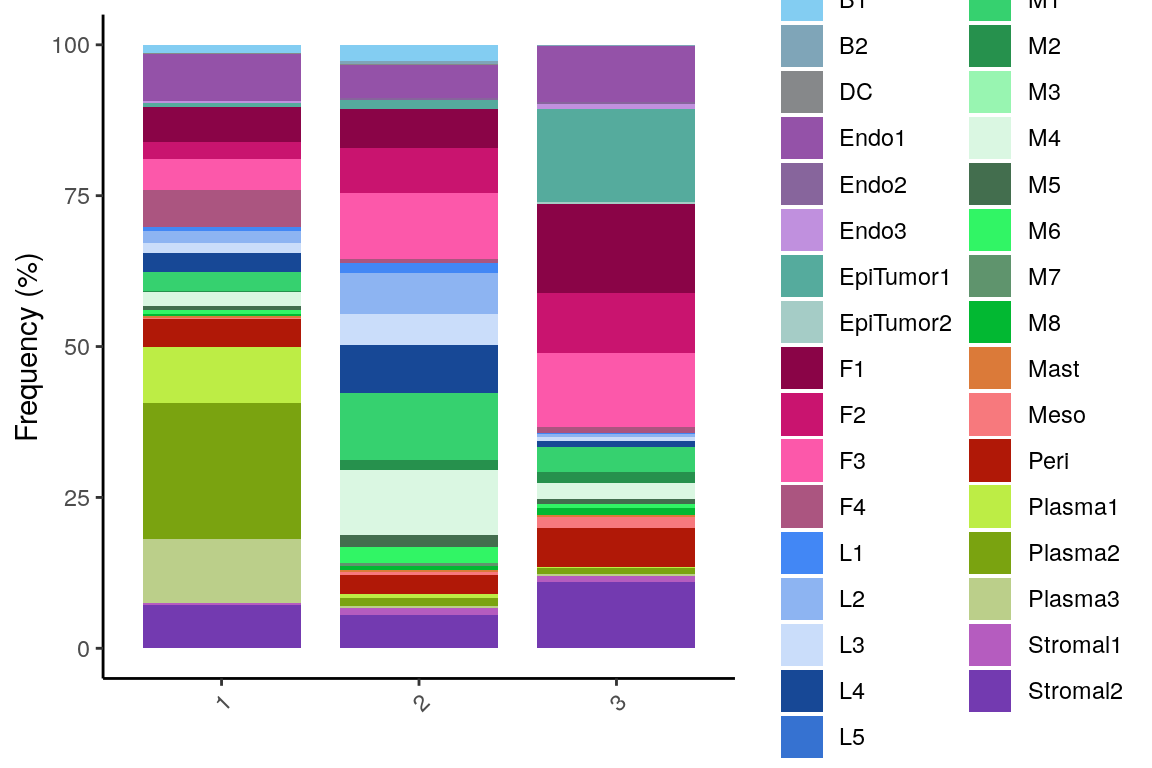 Frequency (%)
100
75
50
25
0
1
2
3
B1
B2
DC
Endo1
Endo2
Endo3
EpiTumor1
EpiTumor2
F1
F2
F3
F4
L1
L2
L3
L4
L5
M1
M2
M3
M4
M5
M6
M7
M8
Mast
Meso
Peri
Plasma1
Plasma2
Plasma3
Stromal1
Stromal2